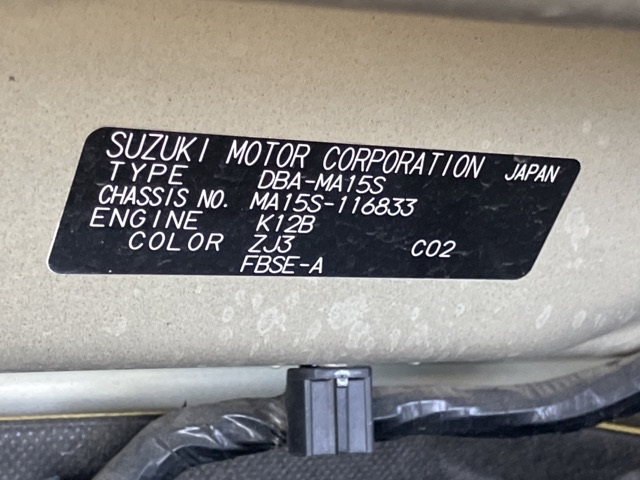 SUZUKI MOTOR CORPORATION JAPAN
TYPE DBA-MA15S
CHASSIS NO. MA15S-116833
ENGINE K12B
COLOR ZJ3 C02
FBSE-A